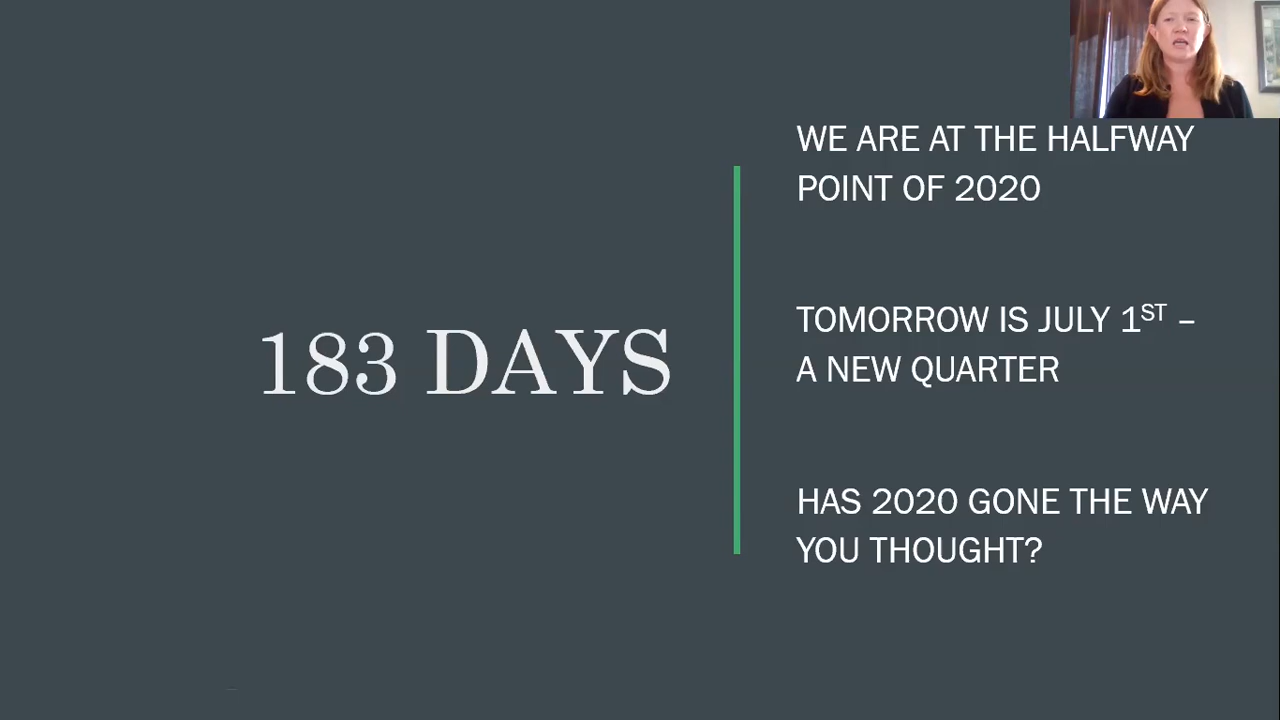 183 DAYS
WE ARE AT THE HALFWAY
POINT OF 2020
TOMORROW IS JULY 1ST –
A NEW QUARTER
HAS 2020 GONE THE WAY
YOU THOUGHT?